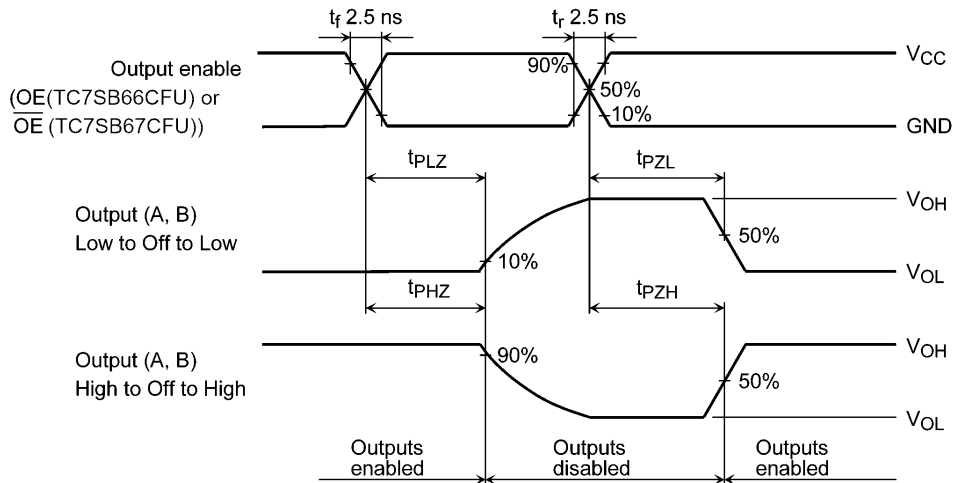 tf 2.5 ns
tr 2.5 ns
Output enable
(OE(TC7SB66CFU) or
OE (TC7SB67CFU))
90%
50%
10%
VCC
GND
tPLZ
tPZL
Output (A, B)
Low to Off to Low
10%
50%
VOH
VOL
tPHZ
tPZH
Output (A, B)
High to Off to High
90%
50%
VOH
VOL
Outputs
enabled
Outputs
disabled
Outputs
enabled